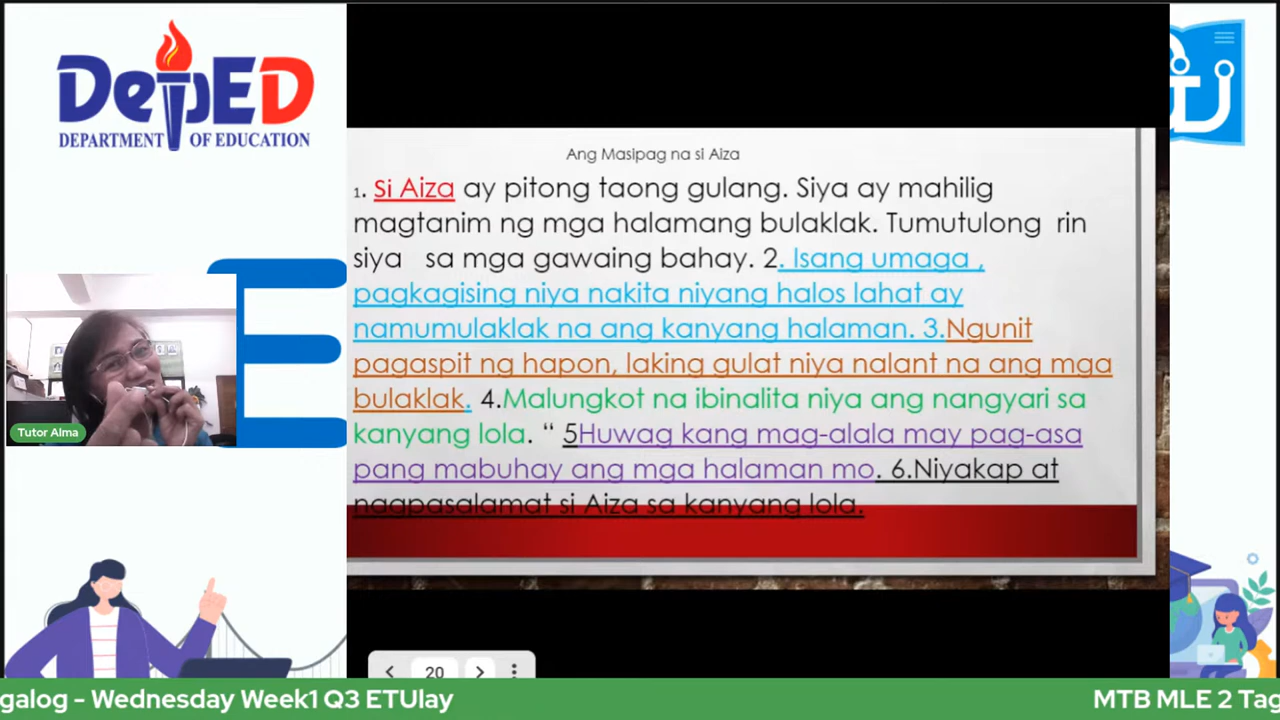 DepED
DEPARTMENT OF EDUCATION
Ang Masipag na si Aiza
1. Si Aiza ay pitong taong gulang. Siya ay mahilig
magtanim ng mga halamang bulaklak. Tumutulong rin
siya sa mga gawaing bahay. 2. Isang umaga ,
pagkagising niya nakita niyang halos lahat ay
namumulaklak na ang kanyang halaman. 3.Ngunit
pagaspit ng hapon, laking gulat niya nalant na ang mga
bulaklak. 4.Malungkot na ibinalita niya ang nangyari sa
kanyang lola. “ 5Huwag kang mag-alala may pag-asa
pang mabuhay ang mga halaman mo. 6.Niyakap at
nagpasalamat si Aiza sa kanyang lola.
E
Tutor Alma
20
galog - Wednesday Week1 Q3 ETUlay
MTB MLE 2 Tag